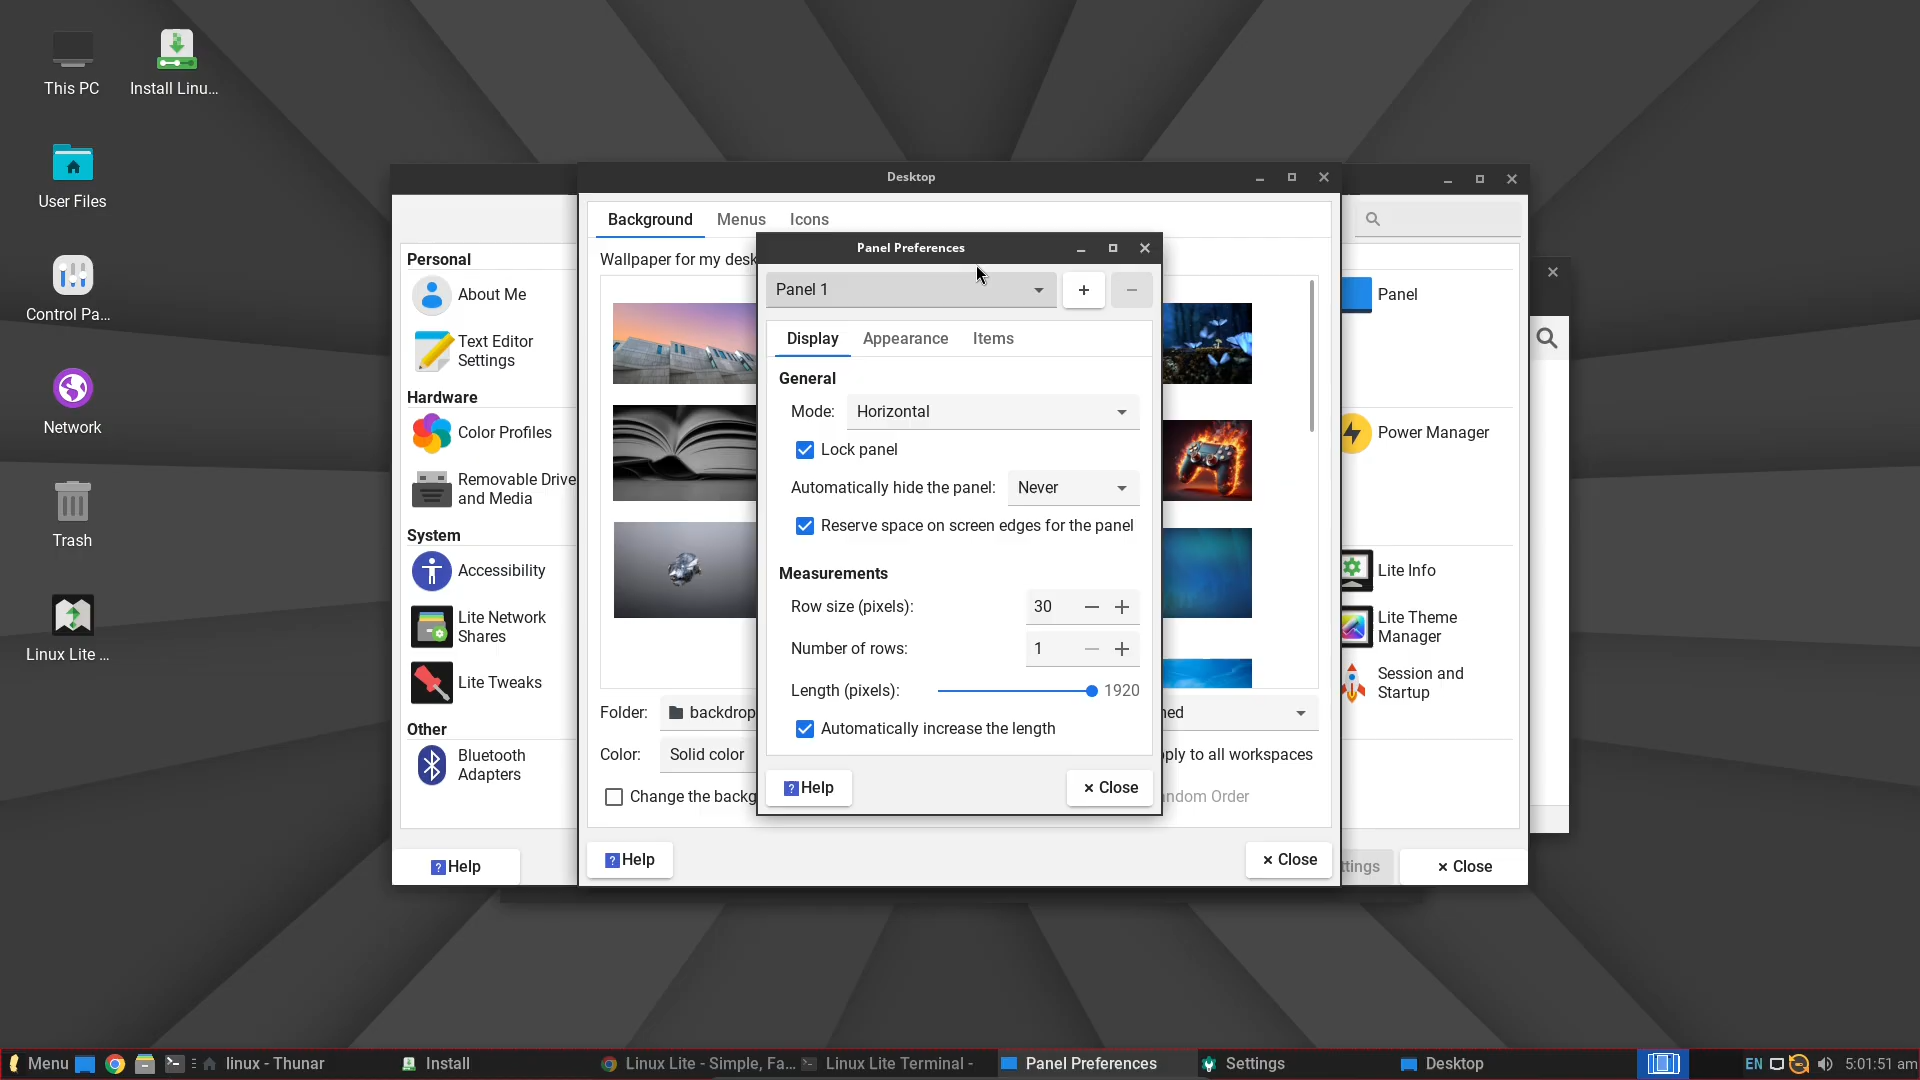 This PC
Install Linu...
User Files
Control Pa...
Network
Trash
Linux Lite ...
Desktop
Background
Menus
Icons
Wallpaper for my desk
Folder:
backdrop
Color:
Solid color
Change the backg
ned
ply to all workspaces
ndom Order
Help
Close
Personal
About Me
Text Editor
Settings
Hardware
Color Profiles
Removable Drive
and Media
System
Accessibility
Lite Network
Shares
Lite Tweaks
Other
Bluetooth
Adapters
Help
Panel
Power Manager
Lite Info
Lite Theme
Manager
Session and
Startup
ttings
Close
Panel Preferences
Panel 1
Display
Appearance
Items
General
Mode:
Horizontal
Lock panel
Automatically hide the panel:
Never
Reserve space on screen edges for the panel
Measurements
Row size (pixels):
30
Number of rows:
1
Length (pixels):
1920
Automatically increase the length
Help
Close
Menu
linux - Thunar
Install
Linux Lite - Simple, Fa...
Linux Lite Terminal -
Panel Preferences
Settings
Desktop
EN
5:01:51 am